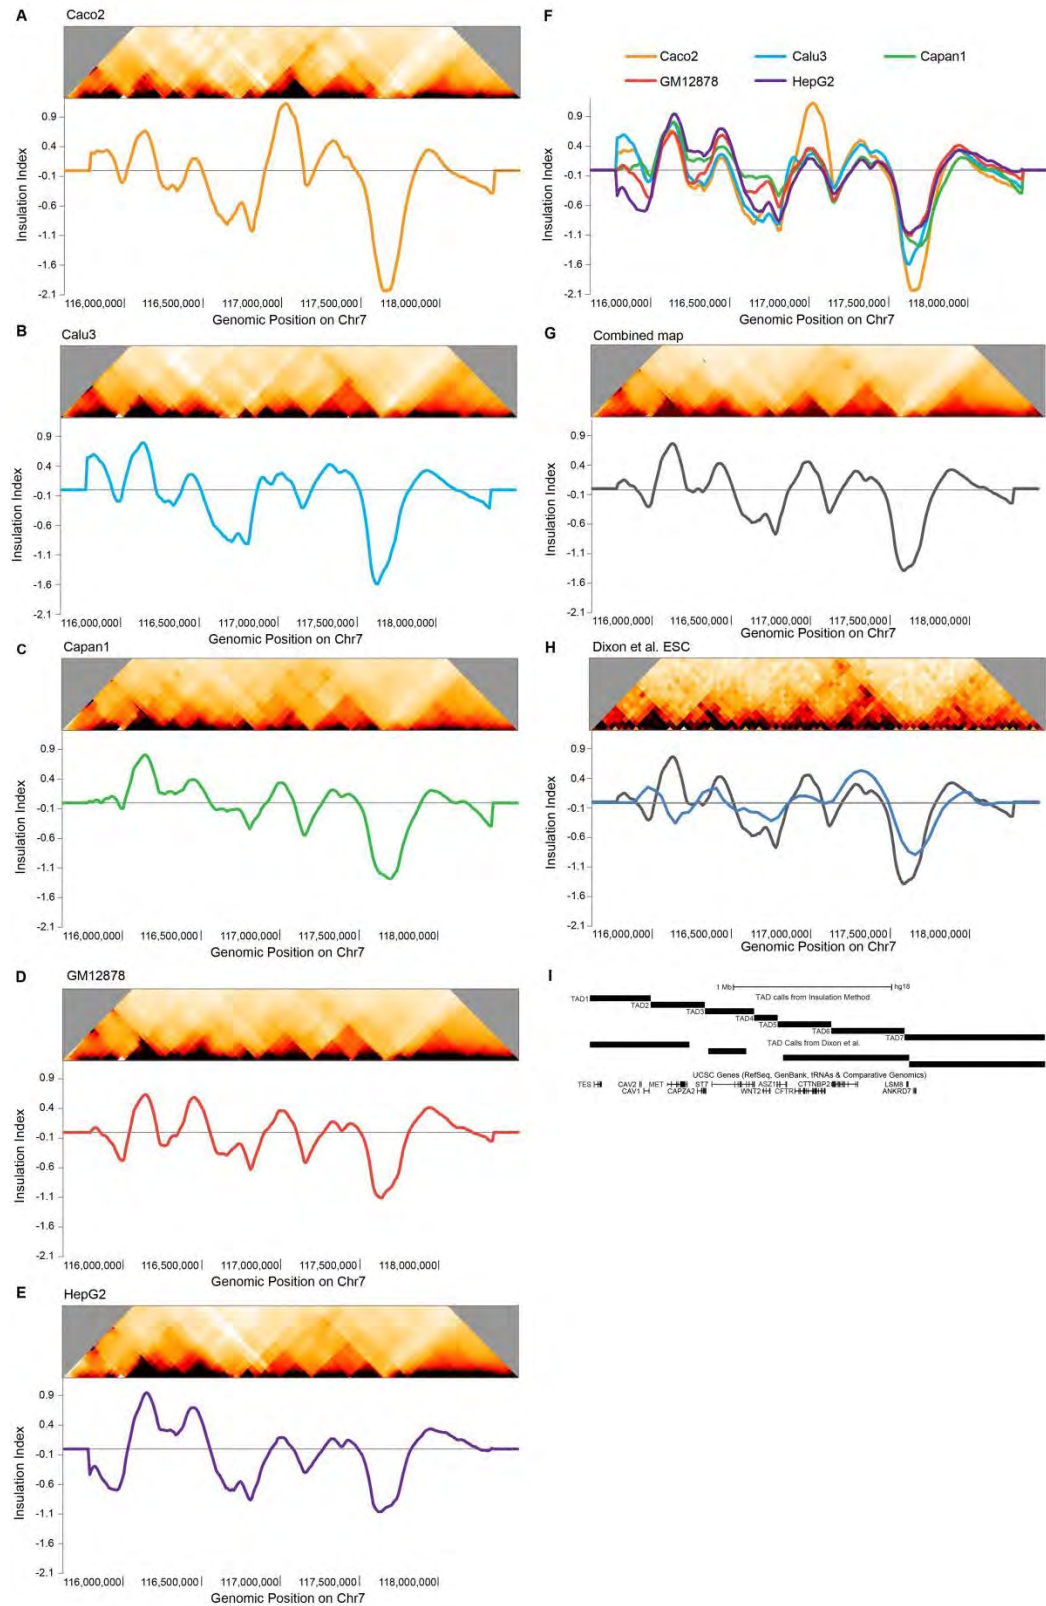 A
Caco2
Insulation Index
0.9
0.4
-0.1
-0.6
-1.1
-1.6
-2.1
116,000,000
116,500,000
117,000,000
117,500,000
118,000,000
Genomic Position on Chr7
B
Calu3
Insulation Index
0.9
0.4
-0.1
-0.6
-1.1
-1.6
-2.1
116,000,000
116,500,000
117,000,000
117,500,000
118,000,000
Genomic Position on Chr7
C
Capan1
Insulation Index
0.9
0.4
-0.1
-0.6
-1.1
-1.6
-2.1
116,000,000
116,500,000
117,000,000
117,500,000
118,000,000
Genomic Position on Chr7
D
GM12878
Insulation Index
0.9
0.4
-0.1
-0.6
-1.1
-1.6
-2.1
116,000,000
116,500,000
117,000,000
117,500,000
118,000,000
Genomic Position on Chr7
E
HepG2
Insulation Index
0.9
0.4
-0.1
-0.6
-1.1
-1.6
-2.1
116,000,000
116,500,000
117,000,000
117,500,000
118,000,000
Genomic Position on Chr7
F
Caco2 Calu3 Capan1
GM12878 HepG2
Insulation Index
0.9
0.4
-0.1
-0.6
-1.1
-1.6
-2.1
116,000,000
116,500,000
117,000,000
117,500,000
118,000,000
Genomic Position on Chr7
G
Combined map
Insulation Index
0.9
0.4
-0.1
-0.6
-1.1
-1.6
-2.1
116,000,000
116,500,000
117,000,000
117,500,000
118,000,000
Genomic Position on Chr7
H
Dixon et al. ESC
Insulation Index
0.9
0.4
-0.1
-0.6
-1.1
-1.6
-2.1
116,000,000
116,500,000
117,000,000
117,500,000
118,000,000
Genomic Position on Chr7
I
1 Mb hg18
TAD calls from Insulation Method
TAD1
TAD2
TAD3
TAD4
TAD5
TAD6
TAD7
TAD Calls from Dixon et al.
UCSC Genes (RefSeq, GenBank, tRNAs & Comparative Genomics)
TES CAV2 MET ST7 ASZ1 CTTNBP2 LSM8
CAV1 CAPZA2 WNT2 CFTR ANKRD7